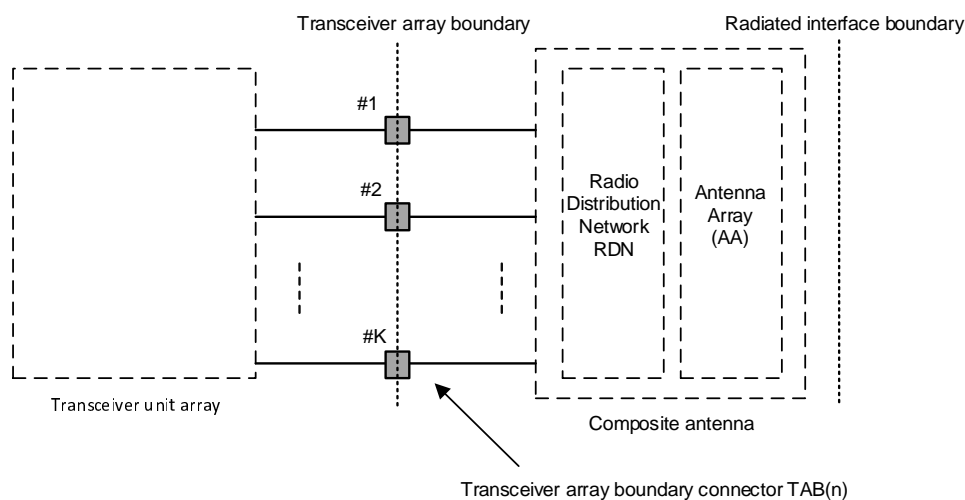 Transceiver array boundary
Radiated interface boundary
#1
#2
#K
Radio
Distribution
Network
RDN
Antenna
Array
(AA)
Transceiver unit array
Composite antenna
Transceiver array boundary connector TAB(n)